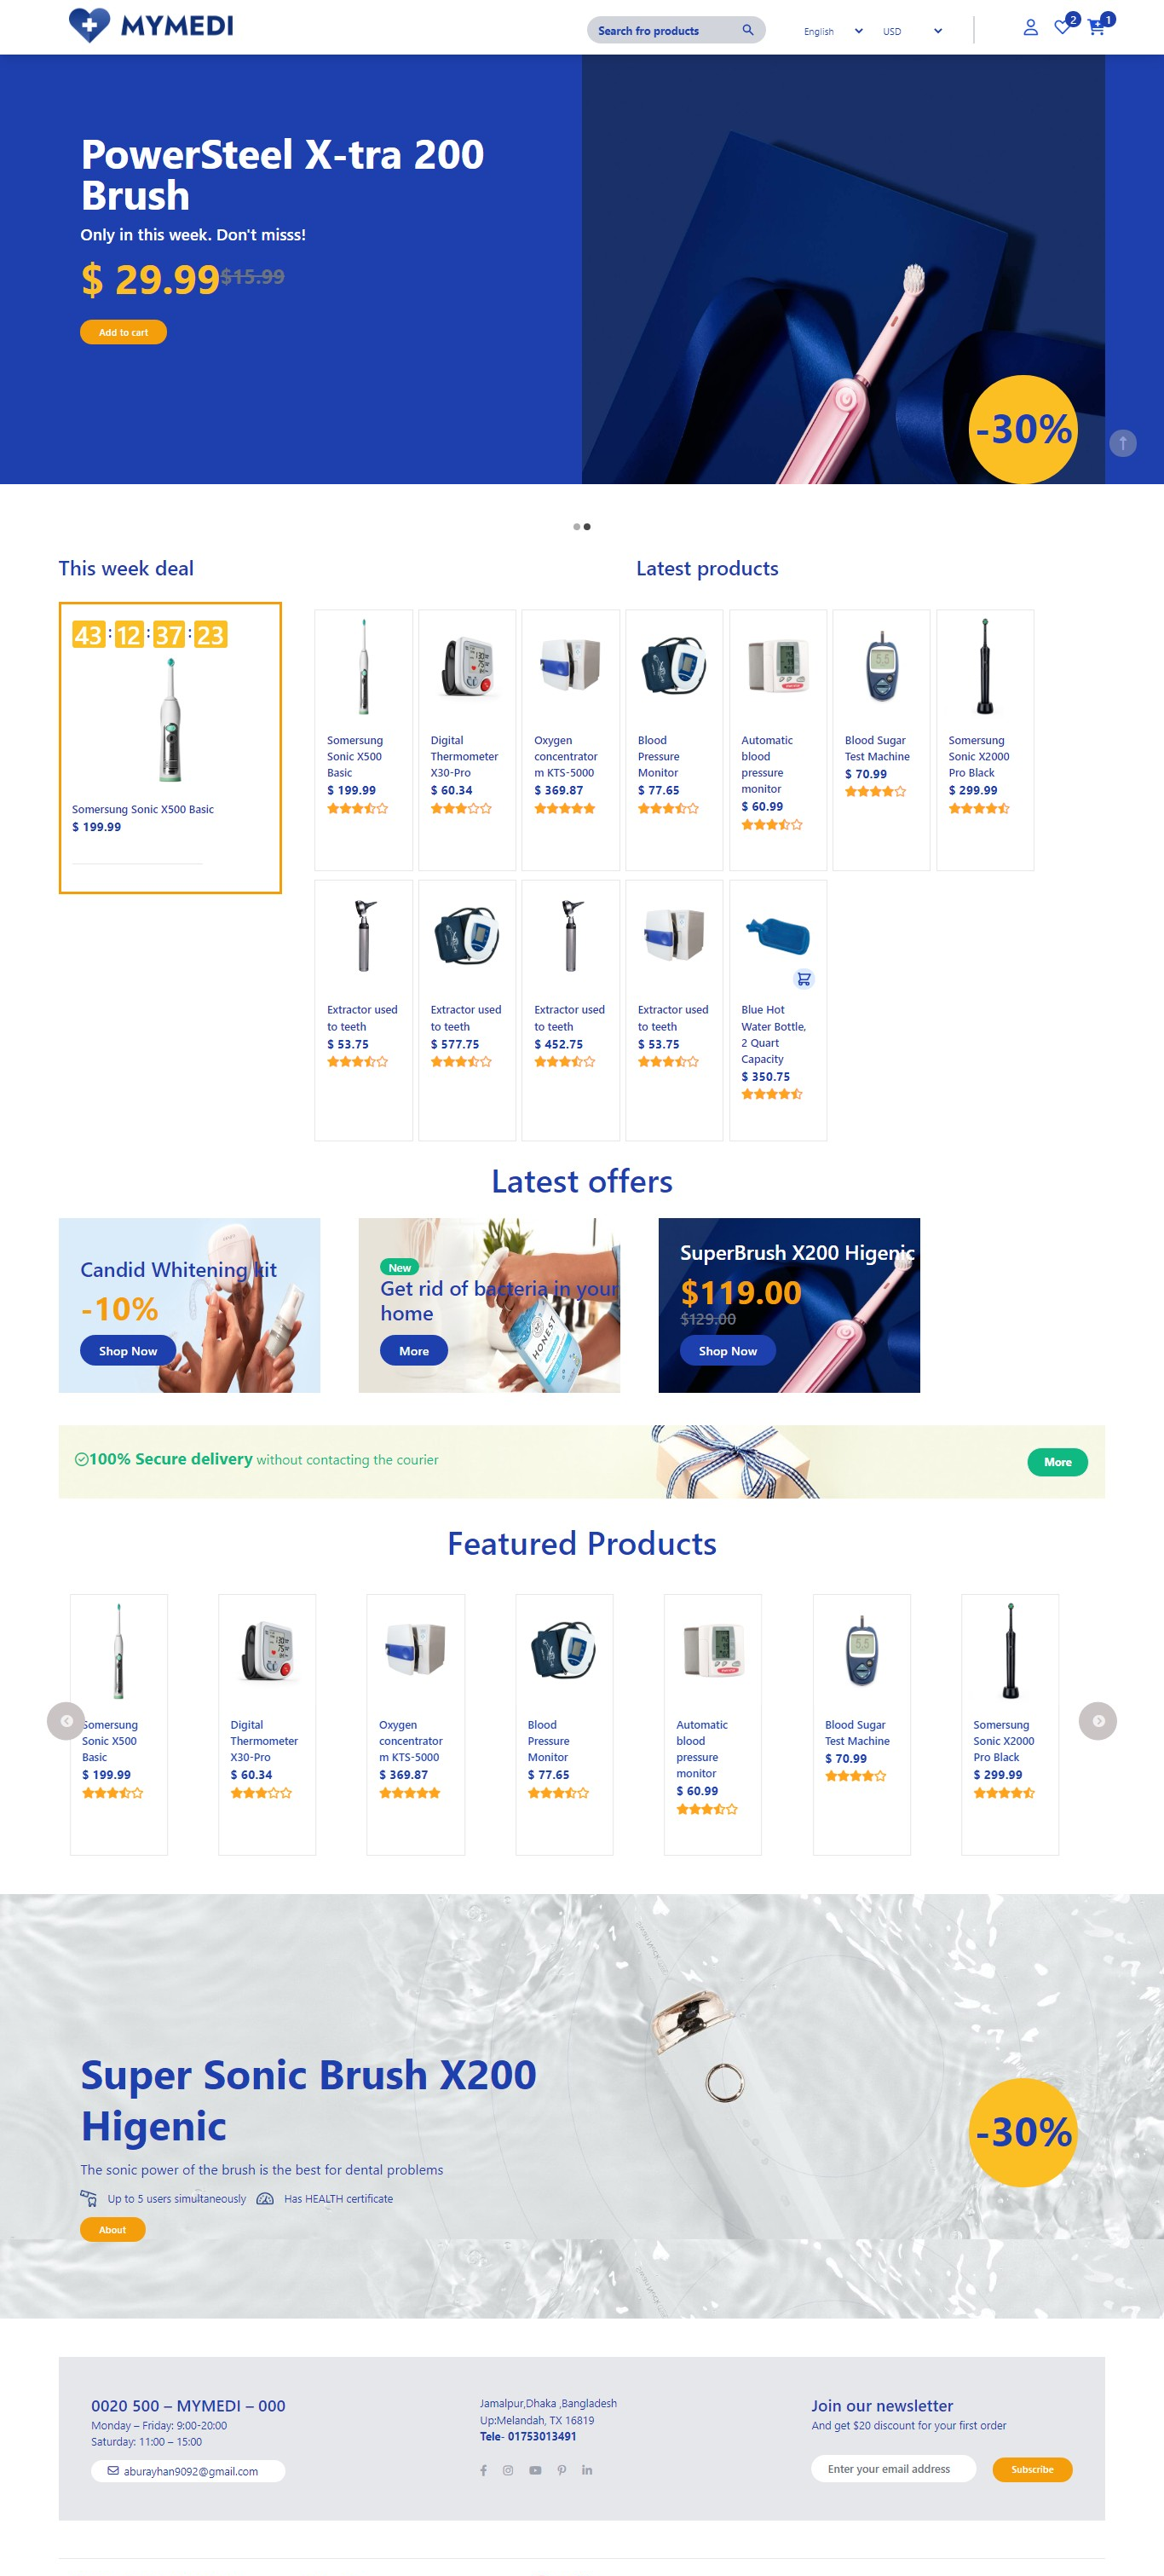 MYMEDI
Search fro products
English
USD
2
1
PowerSteel X-tra 200
Brush
Only in this week. Don't misss!
$ 29.99 $15.99
Add to cart
-30%
This week deal
Latest products
43 : 12 : 37 : 23
Somersung Sonic X500 Basic
$ 199.99
Somersung
Sonic X500
Basic
$ 199.99
Digital
Thermometer
X30-Pro
$ 60.34
Oxygen
concentrator
m KTS-5000
$ 369.87
Blood
Pressure
Monitor
$ 77.65
Automatic
blood
pressure
monitor
$ 60.99
Blood Sugar
Test Machine
$ 70.99
Somersung
Sonic X2000
Pro Black
$ 299.99
Extractor used
to teeth
$ 53.75
Extractor used
to teeth
$ 577.75
Extractor used
to teeth
$ 452.75
Extractor used
to teeth
$ 53.75
Blue Hot
Water Bottle,
2 Quart
Capacity
$ 350.75
Latest offers
Candid Whitening kit
-10%
Shop Now
New
Get rid of bacteria in your
home
More
HONEST
SuperBrush X200 Higenic
$119.00
$129.00
Shop Now
100% Secure delivery without contacting the courier
More
Featured Products
Somersung
Sonic X500
Basic
$ 199.99
Digital
Thermometer
X30-Pro
$ 60.34
Oxygen
concentrator
m KTS-5000
$ 369.87
Blood
Pressure
Monitor
$ 77.65
Automatic
blood
pressure
monitor
$ 60.99
Blood Sugar
Test Machine
$ 70.99
Somersung
Sonic X2000
Pro Black
$ 299.99
Super Sonic Brush X200
Higenic
The sonic power of the brush is the best for dental problems
Up to 5 users simultaneously
Has HEALTH certificate
About
-30%
0020 500 – MYMEDI – 000
Monday – Friday: 9:00-20:00
Saturday: 11:00 – 15:00
aburayhan9092@gmail.com
Jamalpur,Dhaka ,Bangladesh
Up:Melandah, TX 16819
Tele- 01753013491
Join our newsletter
And get $20 discount for your first order
Enter your email address
Subscribe